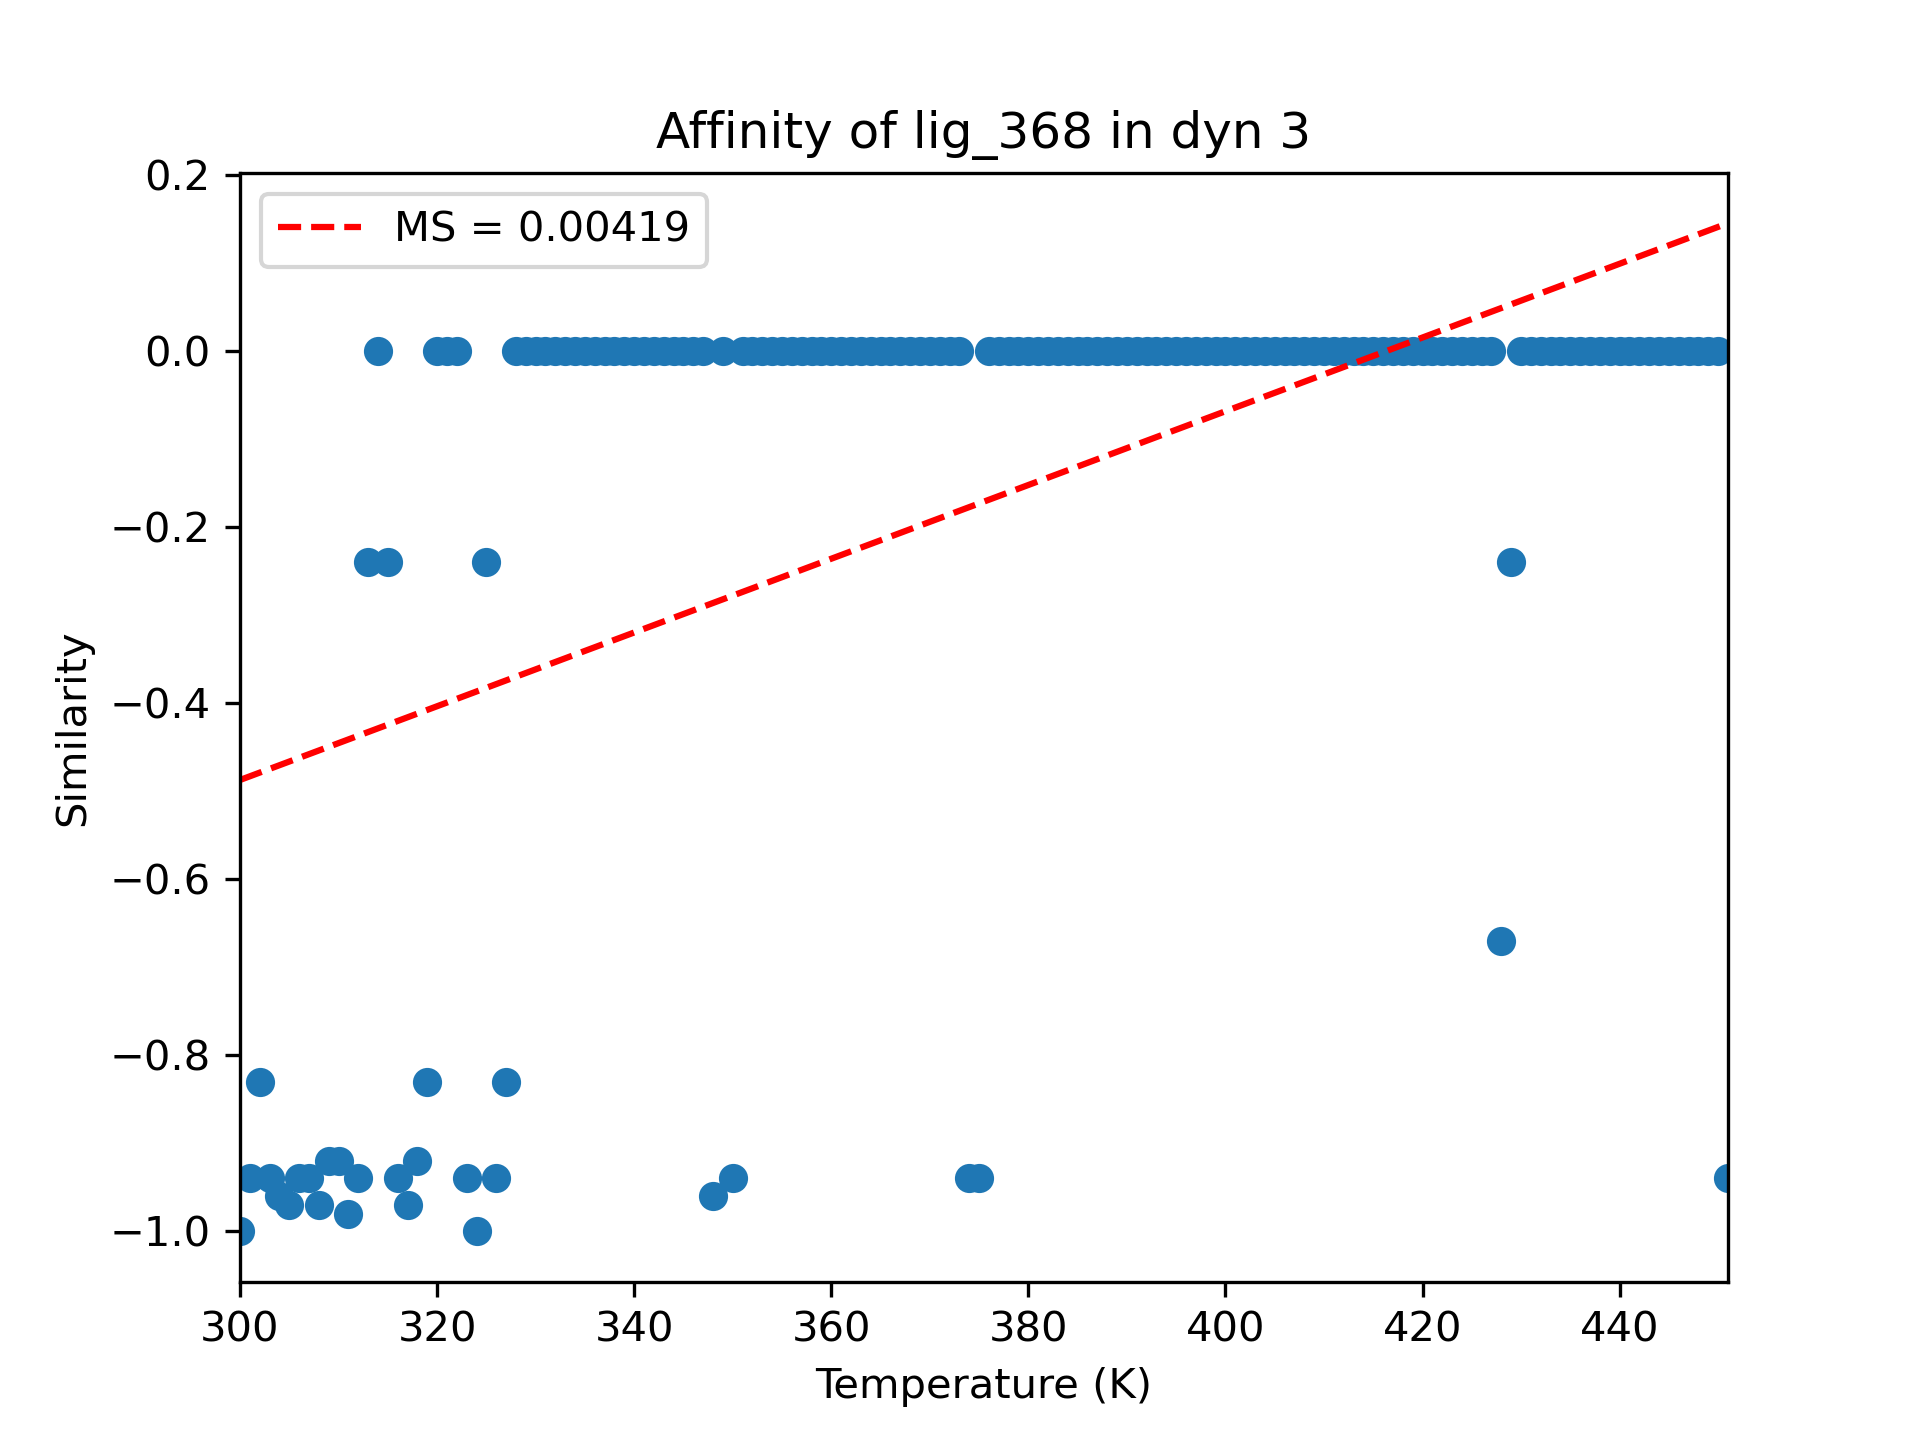 Affinity of lig_368 in dyn 3
MS = 0.00419
0.2
0.0
−0.2
−0.4
−0.6
−0.8
−1.0
Similarity
300 320 340 360 380 400 420 440
Temperature (K)